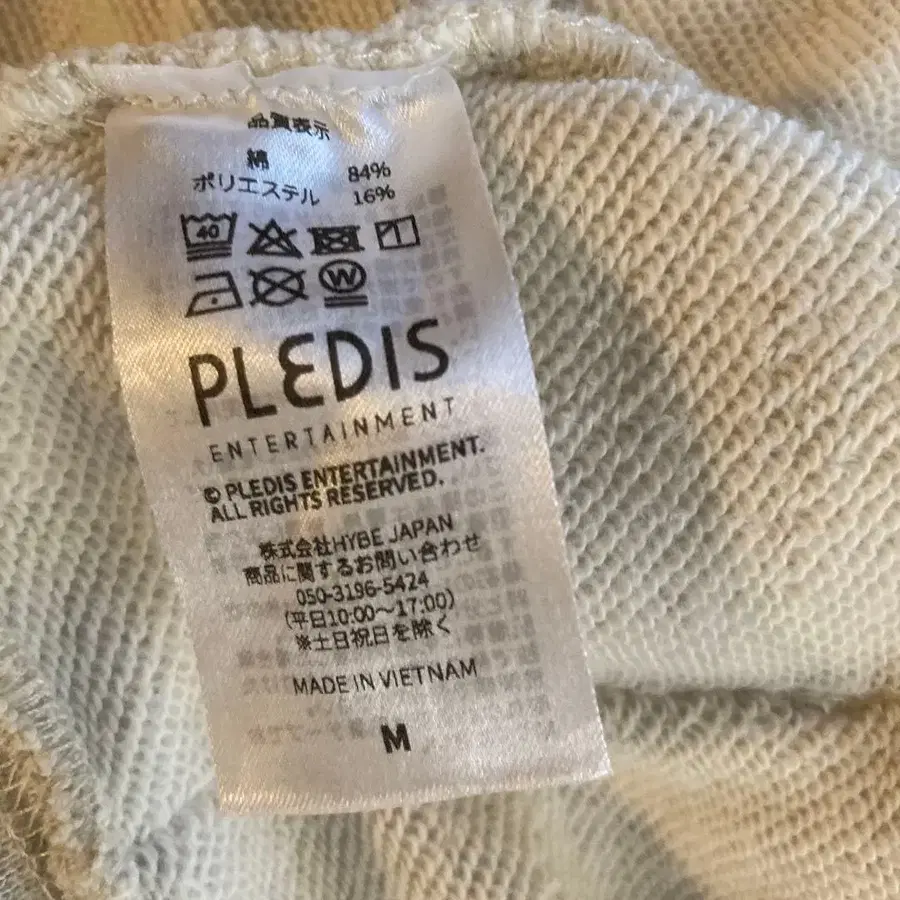 品質表示
綿 84%
ポリエステル 16%
40
W
PLEDIS
ENTERTAINMENT
© PLEDIS ENTERTAINMENT.
ALL RIGHTS RESERVED.
株式会社HYBE JAPAN
商品に関するお問い合わせ
050-3196-5424
(平日10:00～17:00)
※土日祝日を除く
MADE IN VIETNAM
M